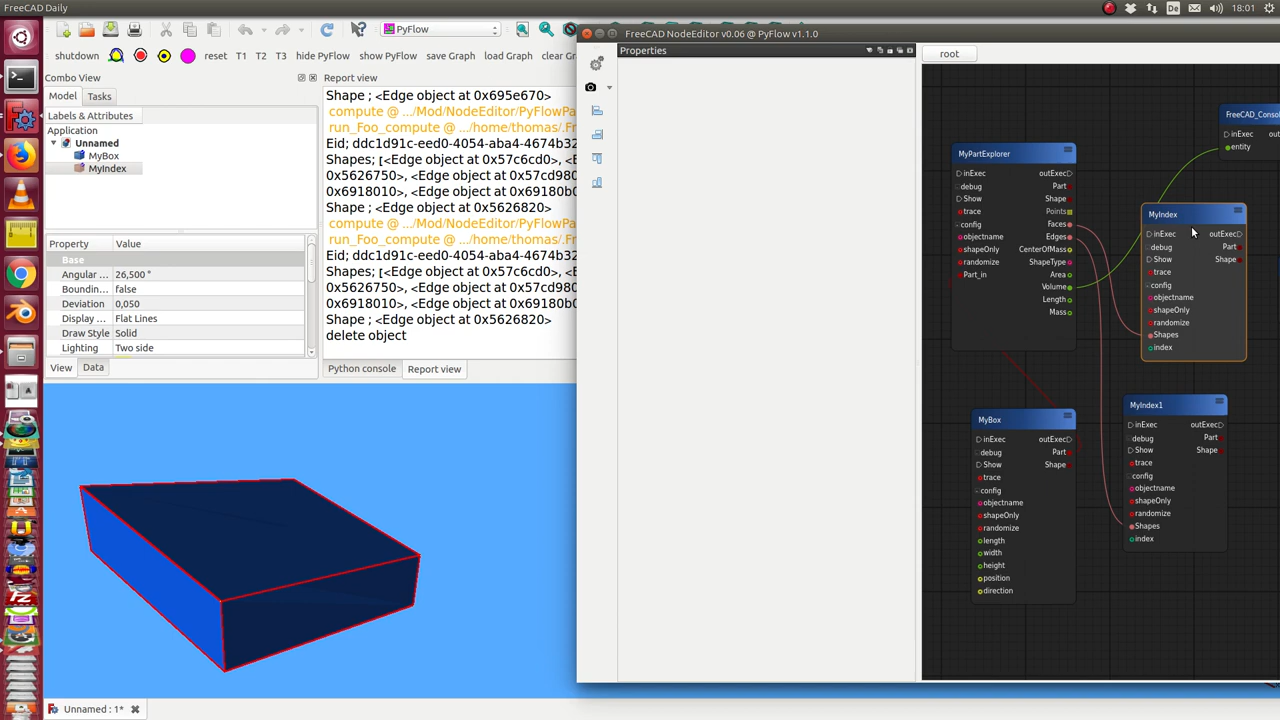 FreeCAD Daily
De
18:01
PyFlow
shutdown
reset
T1
T2
hide PyFlow
show PyFlow
save Graph
load Graph
clear Gra
Combo View
Model
Tasks
Labels & Attributes
Application
Unnamed
MyBox
MyIndex
Property
Value
Base
Angular ...
26,500 °
Boundin...
false
Deviation
0,050
Display ...
Flat Lines
Draw Style
Solid
Lighting
Two side
View
Data
Report view
Shape ; <Edge object at 0x695e670>
compute @ .../Mod/NodeEditor/PyFlowPa
run_Foo_compute @ .../home/thomas/.Fr
Eid; ddc1d91c-eed0-4054-aba4-4674b32
Shapes; [<Edge object at 0x57c6cd0>, <E
0x5626750>, <Edge object at 0x57cd980
0x6918010>, <Edge object at 0x69180b0
Shape ; <Edge object at 0x5626820>
compute @ .../Mod/NodeEditor/PyFlowPa
run_Foo_compute @ .../home/thomas/.Fr
Eid; ddc1d91c-eed0-4054-aba4-4674b32
Shapes; [<Edge object at 0x57c6cd0>, <E
0x5626750>, <Edge object at 0x57cd980
0x6918010>, <Edge object at 0x69180b0
Shape ; <Edge object at 0x5626820>
delete object
Python console
Report view
Unnamed : 1*
FreeCAD NodeEditor v0.06 @ PyFlow v1.1.0
Properties
root
MyPartExplorer
inExec
outExec
debug
Part
Show
Shape
trace
Points
config
Faces
objectname
Edges
shapeOnly
CenterOfMass
randomize
ShapeType
Part_in
Area
Volume
Length
Mass
FreeCAD_Conso
inExec
out
entity
MyIndex
inExec
outExec
debug
Part
Show
Shape
trace
config
objectname
shapeOnly
randomize
Shapes
index
MyIndex1
inExec
outExec
debug
Part
Show
Shape
trace
config
objectname
shapeOnly
randomize
Shapes
index
MyBox
inExec
outExec
debug
Part
Show
Shape
trace
config
objectname
shapeOnly
randomize
length
width
height
position
direction